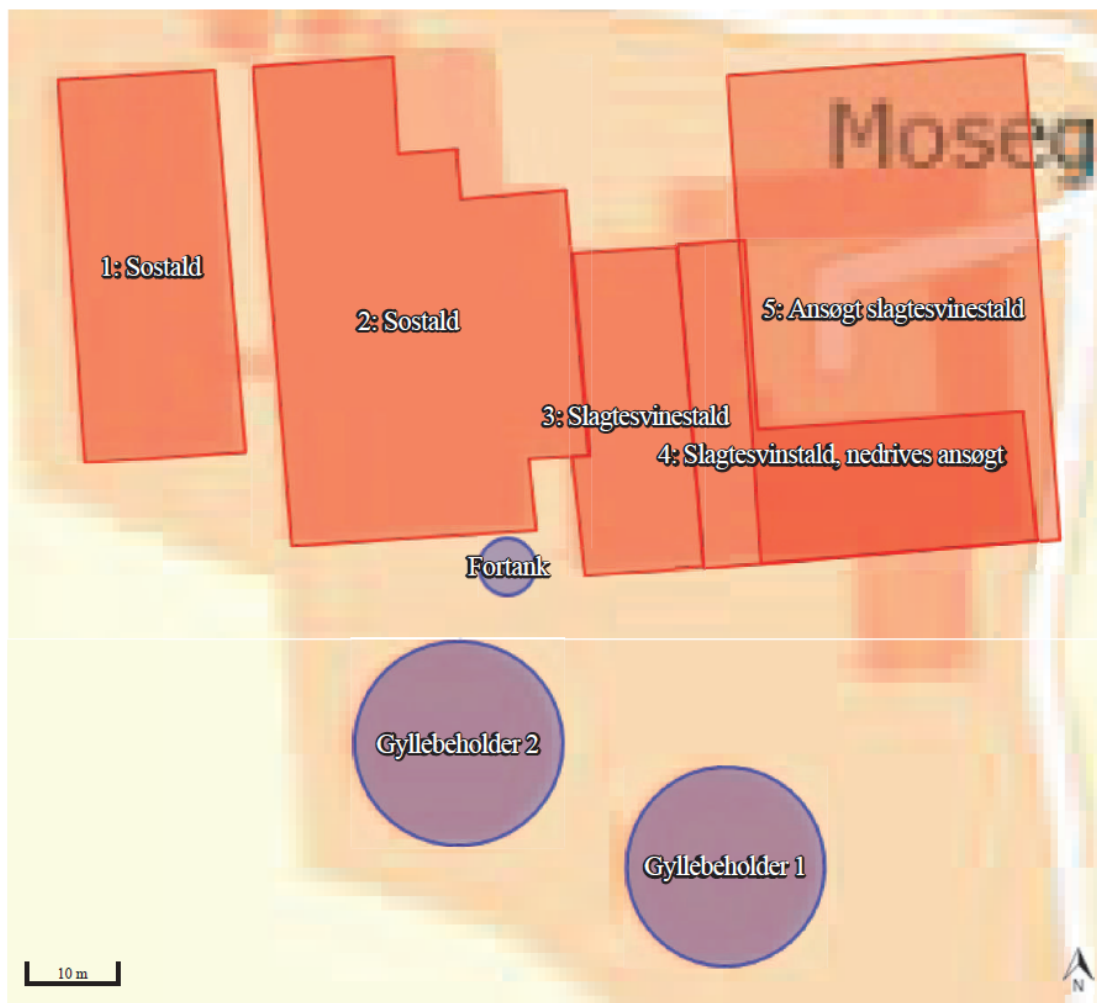 Moseg
1: Sostald
2: Sostald
5: Ansøgt slagtesvinestald
3: Slagtesvinestald
4: Slagtesvinstald, nedrives ansøgt
Fortank
Gyllebeholder 2
Gyllebeholder 1
10 m
N